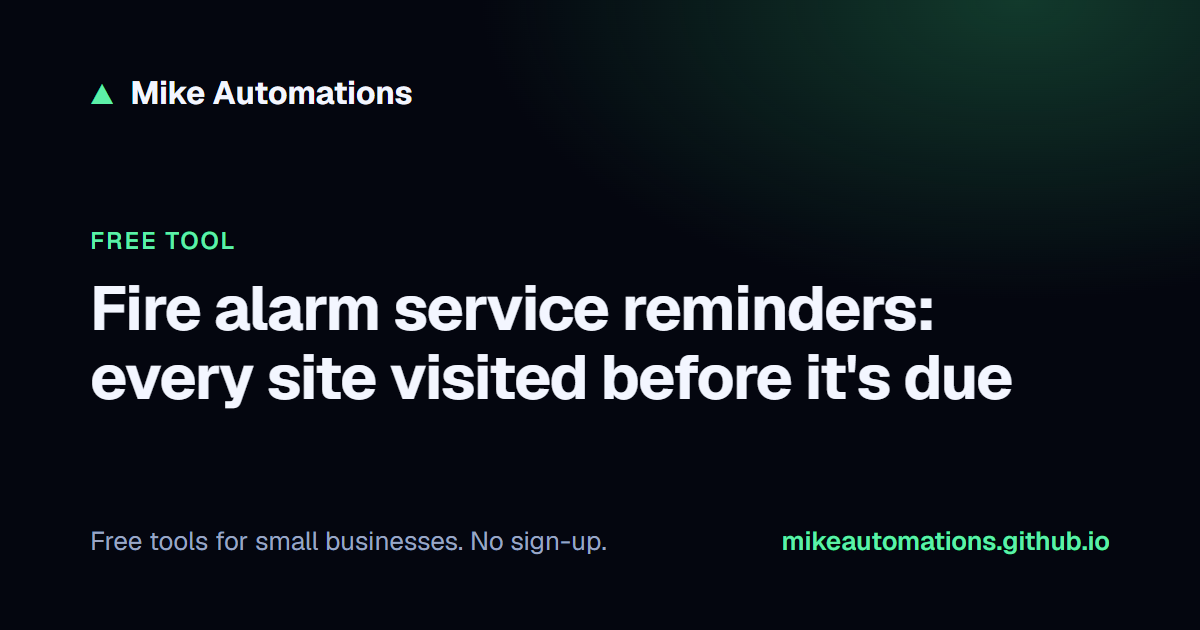 Mike Automations
FREE TOOL
Fire alarm service reminders:
every site visited before it's due
Free tools for small businesses. No sign-up.
mikeautomations.github.io